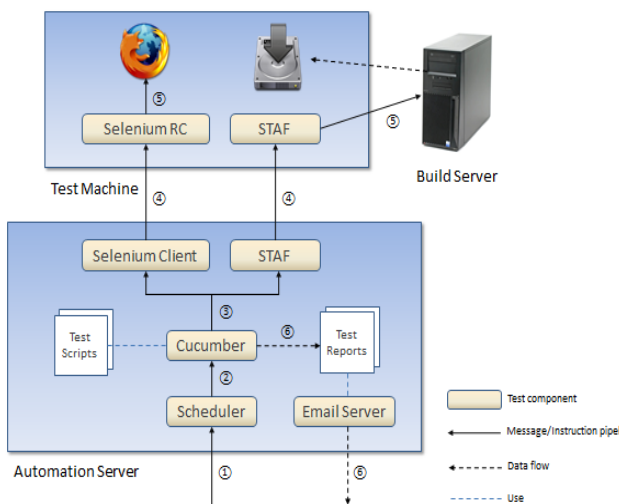 ⑤
⑤
Selenium RC
STAF
Build Server
Test Machine
④
④
Selenium Client
STAF
③
⑥
Test
Scripts
Cucumber
Test
Reports
②
Scheduler
Email Server
Test component
Message/Instruction pipel
Automation Server
①
⑥
Data flow
Use